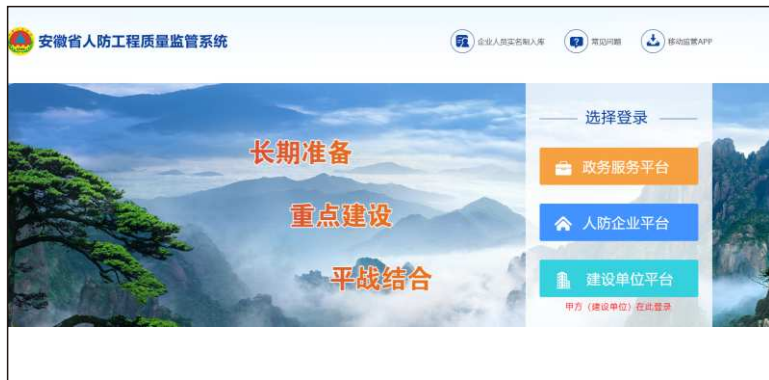 安徽省人防工程质量监管系统
企业人员实名制入库
常见问题
移动监管APP
选择登录
长期准备
重点建设
平战结合
政务服务平台
人防企业平台
建设单位平台
甲方（建设单位）在此登录